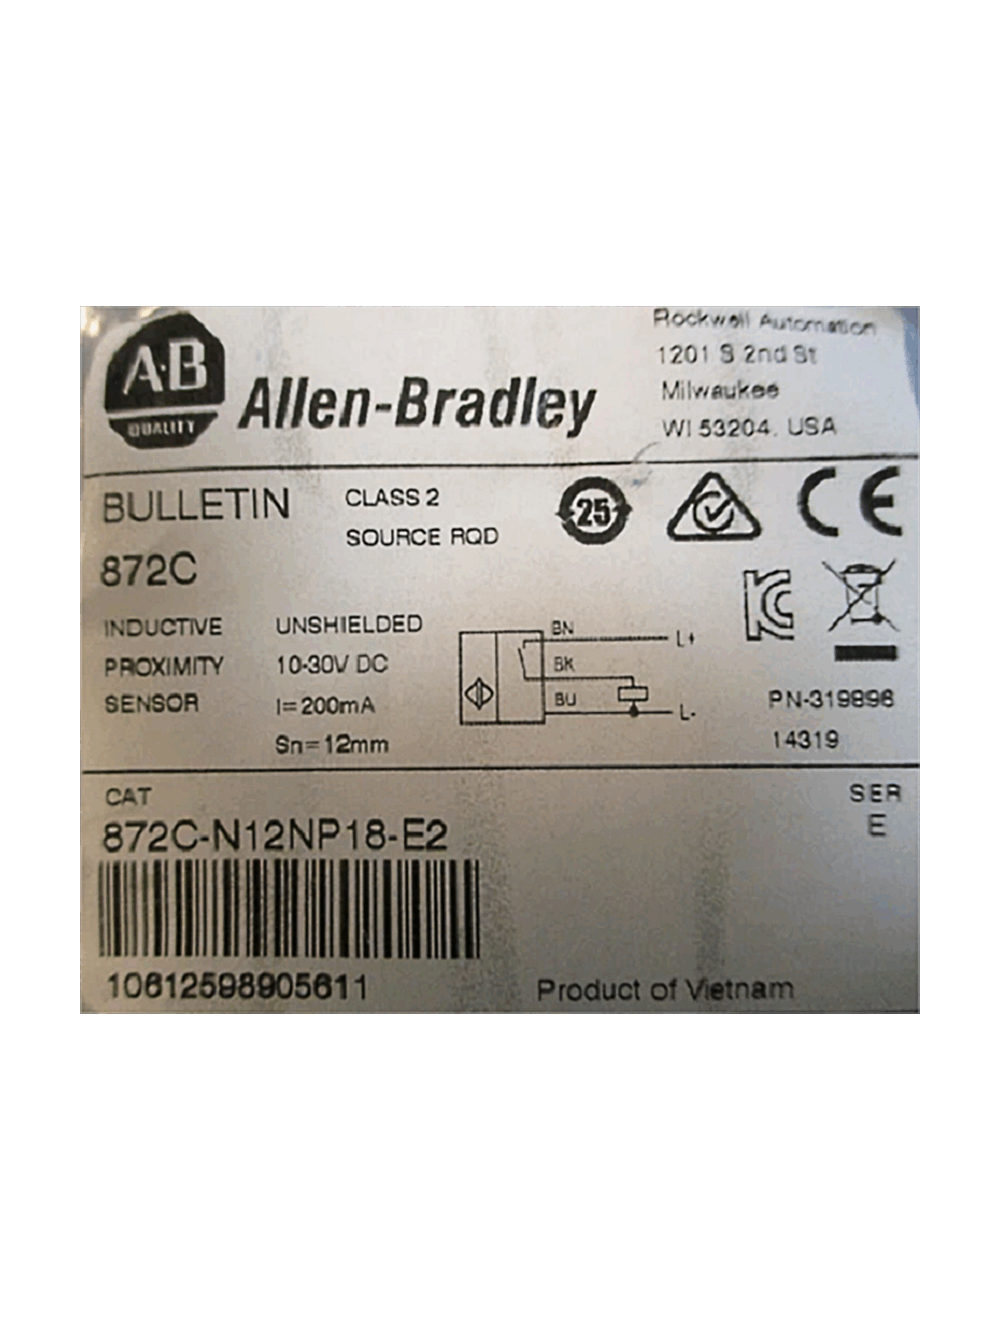 A·B
QUALITY
Allen-Bradley
Rockwell Automation
1201 S 2nd St
Milwaukee
WI 53204. USA
BULLETIN
872C
CLASS 2
SOURCE RQD
25
CE
INDUCTIVE
PROXIMITY
SENSOR
UNSHIELDED
10-30V DC
I=200mA
Sn=12mm
BN
L+
BK
BU
L-
PN-319896
14319
CAT
872C-N12NP18-E2
SER
E
10612598905611
Product of Vietnam